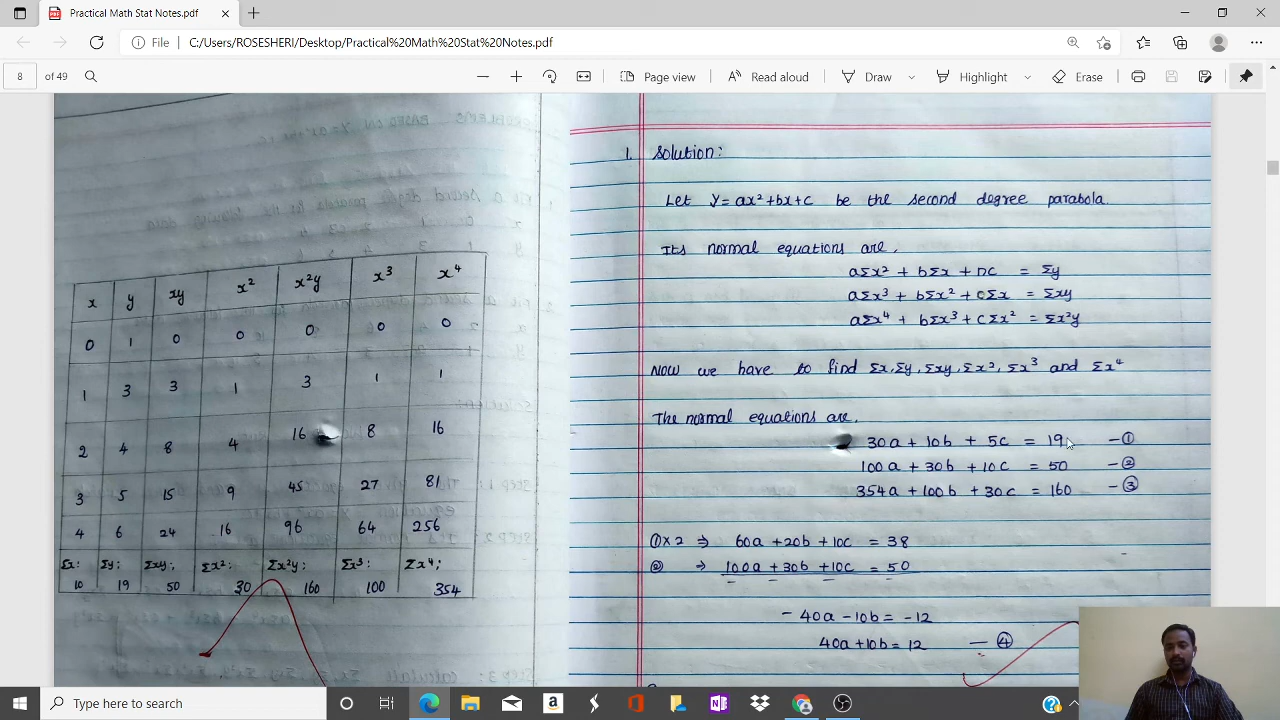 Practical Math Stat Notes.pdf
File
C:/Users/ROSESHERI/Desktop/Practical%20Math%20Stat%20Notes.pdf
8 of 49
Page view
Read aloud
Draw
Highlight
Erase
x y xy x² x²y x³ x⁴
0 1 0 0 0 0 0
1 3 3 1 3 1 1
2 4 8 4 16 8 16
3 5 15 9 45 27 81
4 6 24 16 96 64 256
Σx: Σy: Σxy: Σx²: Σx²y: Σx³: Σx⁴:
10 19 50 30 160 100 354
1. Solution:
Let Y=ax²+bx+c be the second degree parabola.
Its normal equations are,
aΣx² + bΣx + nc = Σy
aΣx³ + bΣx² + cΣx = Σxy
aΣx⁴ + bΣx³ + cΣx² = Σx²y
Now we have to find Σx, Σy, Σxy, Σx², Σx³ and Σx⁴
The normal equations are,
30a + 10b + 5c = 19 -①
100a + 30b + 10c = 50 -②
354a + 100b + 30c = 160 -③
①×2 ⇒ 60a + 20b + 10c = 38
② → 100a + 30b + 10c = 50
-40a - 10b = -12
40a + 10b = 12 -④
Type here to search